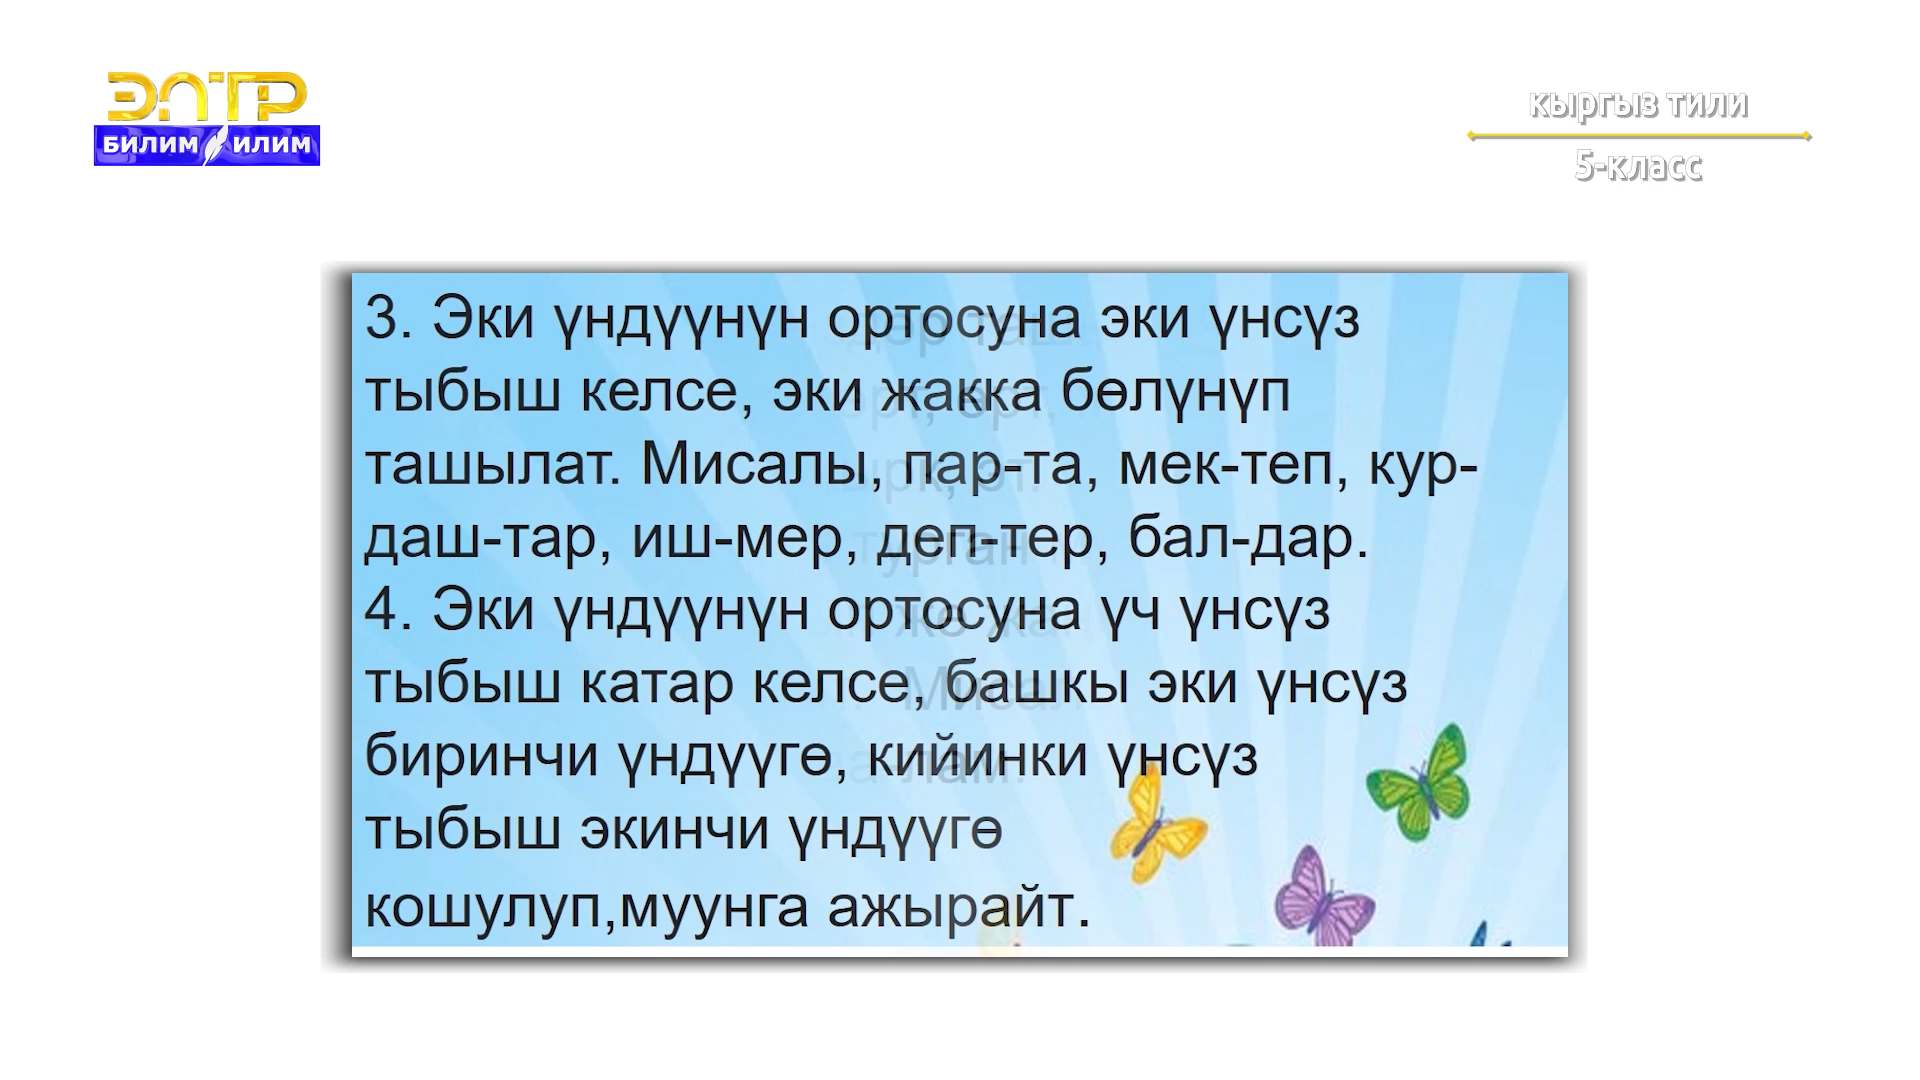 ЭЛТР
БИЛИМ ИЛИМ
кыргыз тили
5-класс
3. Эки үндүүнүн ортосуна эки үнсүз
тыбыш келсе, эки жакка бөлүнүп
ташылат. Мисалы, пар-та, мек-теп, кур-
даш-тар, иш-мер, деп-тер, бал-дар.
4. Эки үндүүнүн ортосуна үч үнсүз
тыбыш катар келсе, башкы эки үнсүз
биринчи үндүүгө, кийинки үнсүз
тыбыш экинчи үндүүгө
кошулуп,муунга ажырайт.